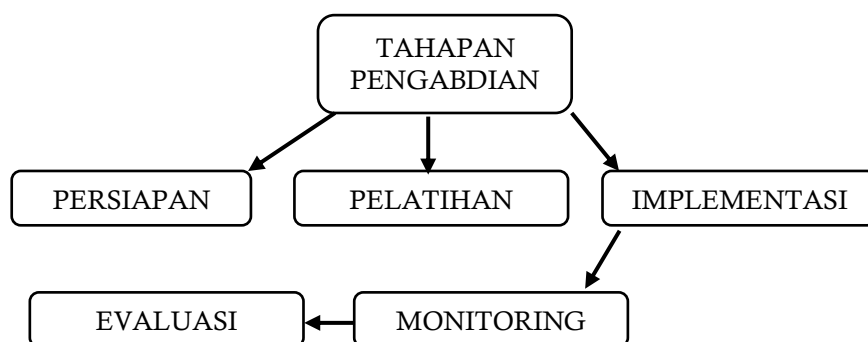 TAHAPAN
PENGABDIAN
PERSIAPAN
PELATIHAN
IMPLEMENTASI
EVALUASI
MONITORING